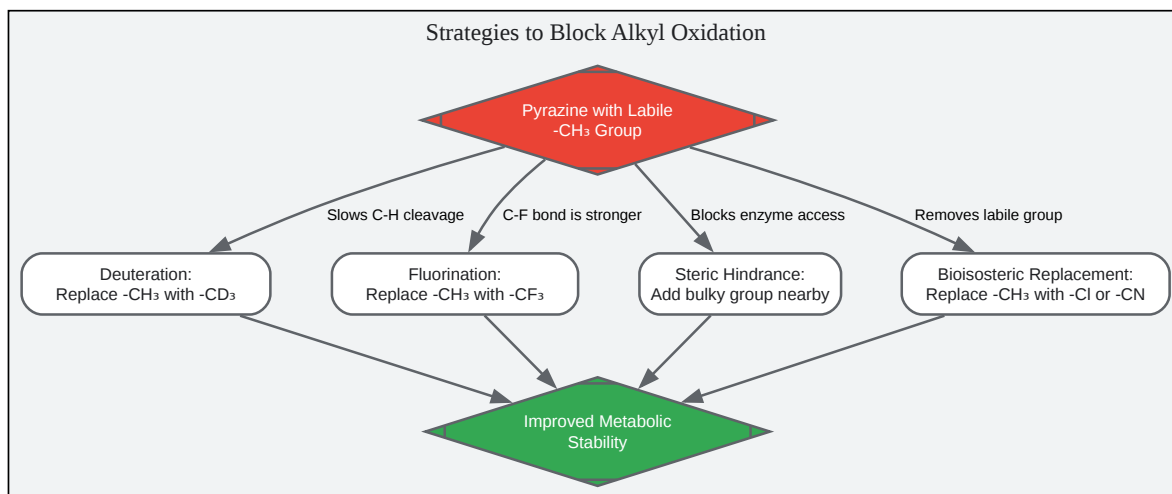 Strategies to Block Alkyl Oxidation
Pyrazine with Labile
-CH₃ Group
Slows C-H cleavage
C-F bond is stronger
Blocks enzyme access
Removes labile group
Deuteration:
Replace -CH₃ with -CD₃
Fluorination:
Replace -CH₃ with -CF₃
Steric Hindrance:
Add bulky group nearby
Bioisosteric Replacement:
Replace -CH₃ with -Cl or -CN
Improved Metabolic
Stability